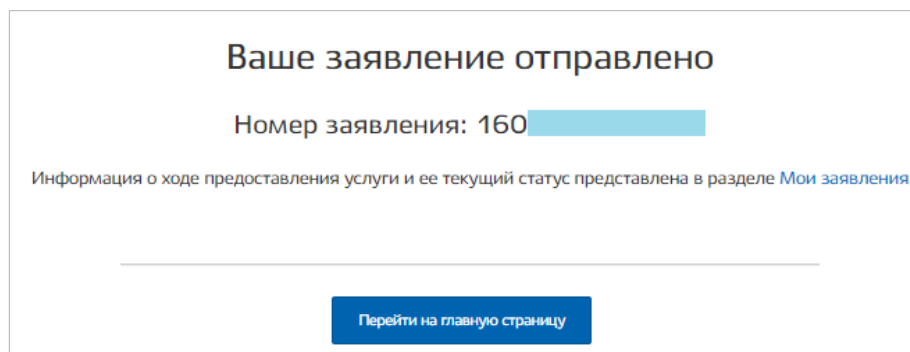 Ваше заявление отправлено
Номер заявления: 160
Информация о ходе предоставления услуги и ее текущий статус представлена в разделе Мои заявления
Перейти на главную страницу